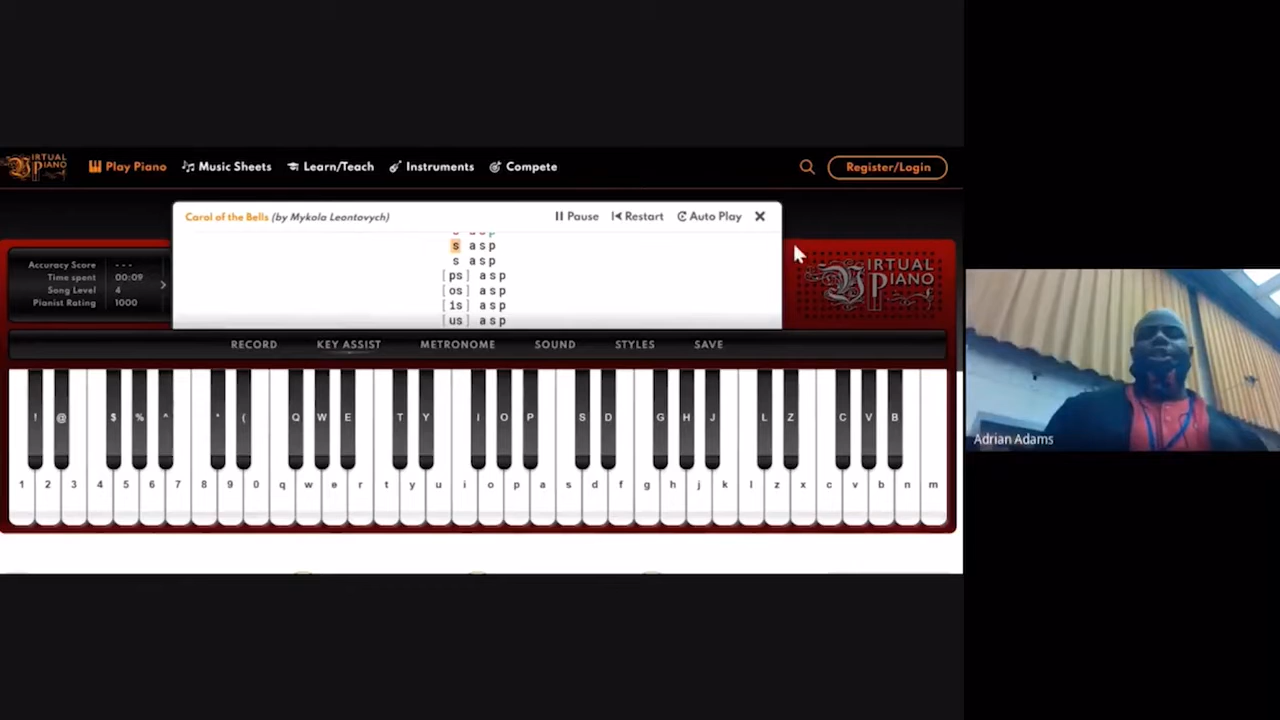 VIRTUAL PIANO Play Piano Music Sheets Learn/Teach Instruments Compete Register/Login
Carol of the Bells (by Mykola Leontovych) Pause Restart Auto Play
s a s p
s a s p
[ps] a s p
[os] a s p
[is] a s p
[us] a s p
Accuracy Score - - -
Time spent 00:09
Song Level 4
Pianist Rating 1000
VIRTUAL
PIANO
RECORD KEY ASSIST METRONOME SOUND STYLES SAVE
! @ $ % ^ * ( Q W E T Y I O P S D G H J L Z C V B
1 2 3 4 5 6 7 8 9 0 q w e r t y u i o p a s d f g h j k l z x c v b n m
Adrian Adams